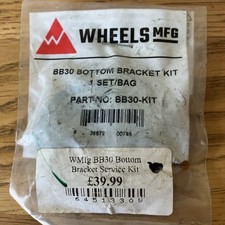 WHEELS MFG
BB30 BOTTOM BRACKET KIT
1 SET/BAG
PART NO: BB30-KIT
WMfg BB30 Bottom
Bracket Service Kit
£39.99